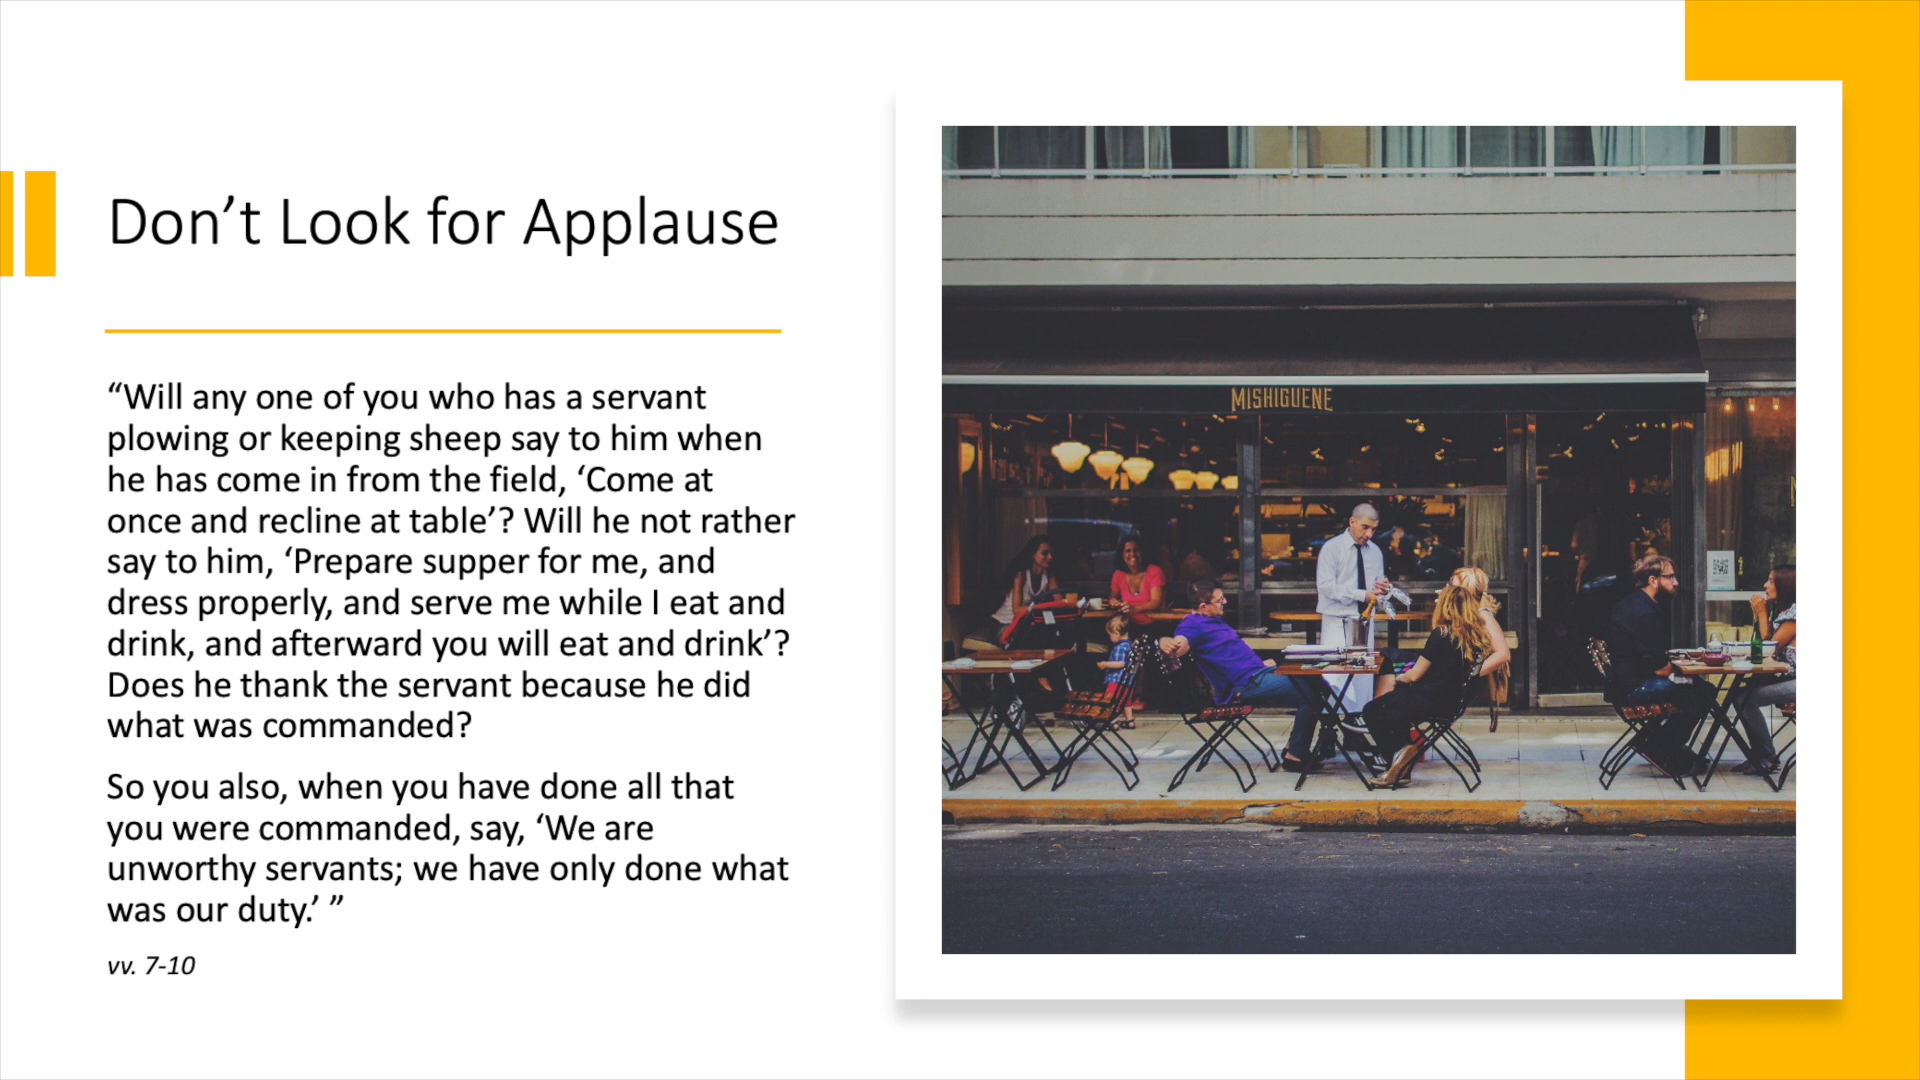 Don’t Look for Applause
“Will any one of you who has a servant
plowing or keeping sheep say to him when
he has come in from the field, ‘Come at
once and recline at table’? Will he not rather
say to him, ‘Prepare supper for me, and
dress properly, and serve me while I eat and
drink, and afterward you will eat and drink’?
Does he thank the servant because he did
what was commanded?
So you also, when you have done all that
you were commanded, say, ‘We are
unworthy servants; we have only done what
was our duty.’ ”
vv. 7-10
MISHIGUENE